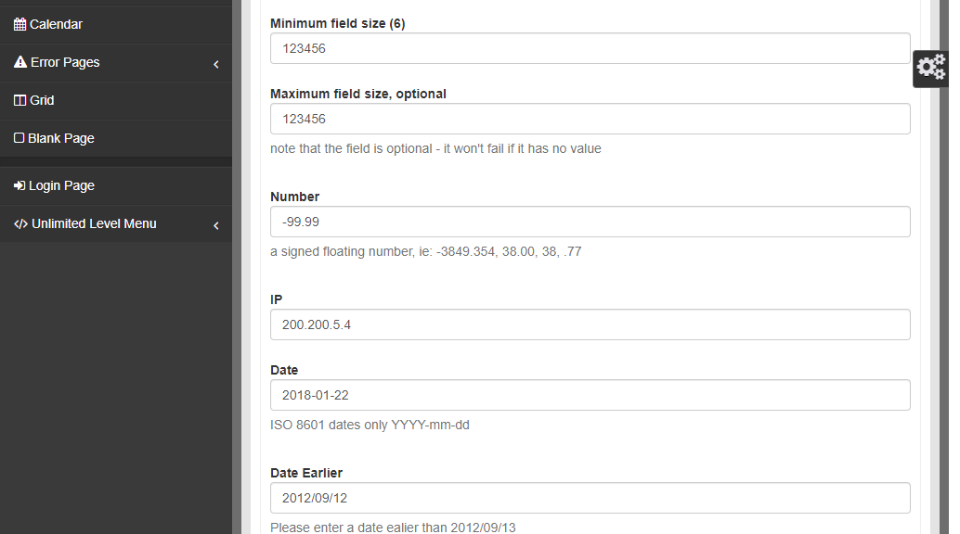 Calendar
Error Pages
Grid
Blank Page
Login Page
Unlimited Level Menu
Minimum field size (6)
123456
Maximum field size, optional
123456
note that the field is optional - it won't fail if it has no value
Number
-99.99
a signed floating number, ie: -3849.354, 38.00, 38, .77
IP
200.200.5.4
Date
2018-01-22
ISO 8601 dates only YYYY-mm-dd
Date Earlier
2012/09/12
Please enter a date ealier than 2012/09/13